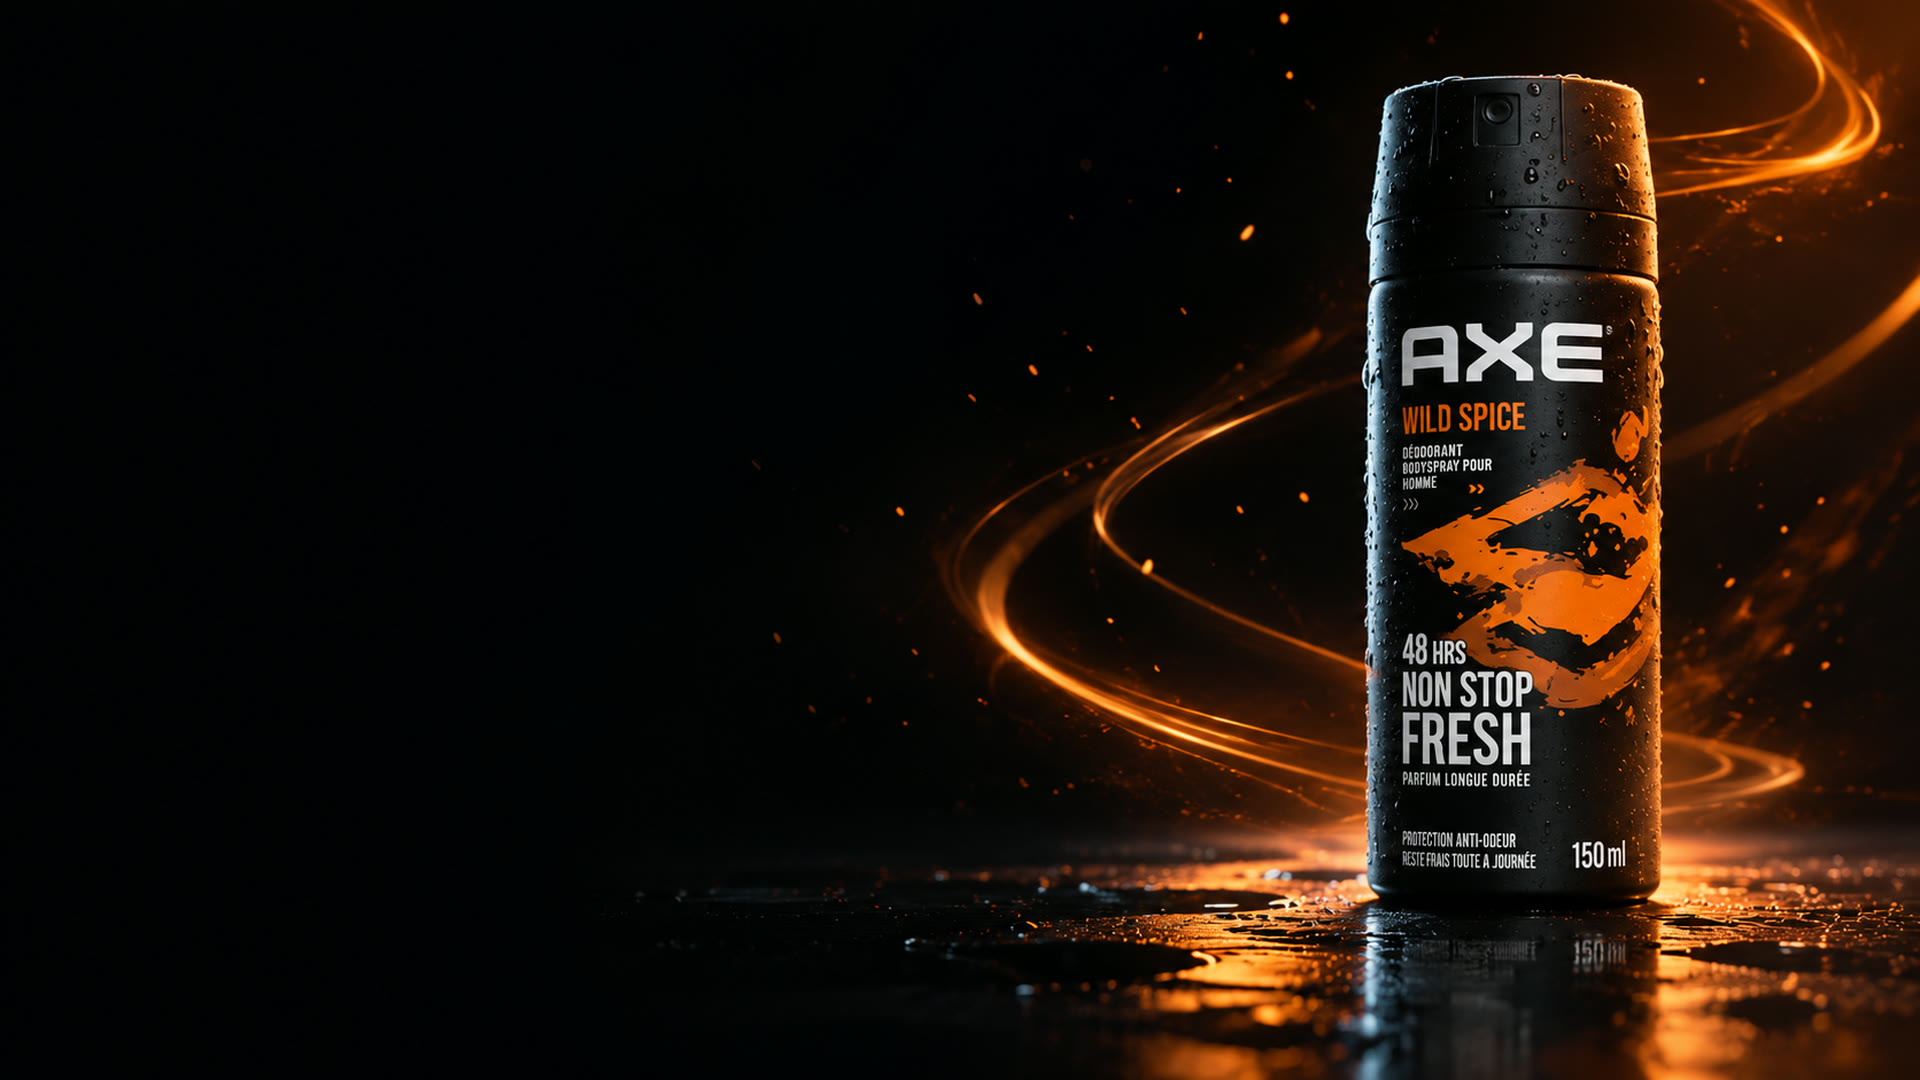 AXE®
WILD SPICE
DÉODORANT
BODYSPRAY POUR
HOMME
48 HRS
NON STOP
FRESH
PARFUM LONGUE DURÉE
PROTECTION ANTI-ODEUR
RESTE FRAIS TOUTE A JOURNÉE
150 ml